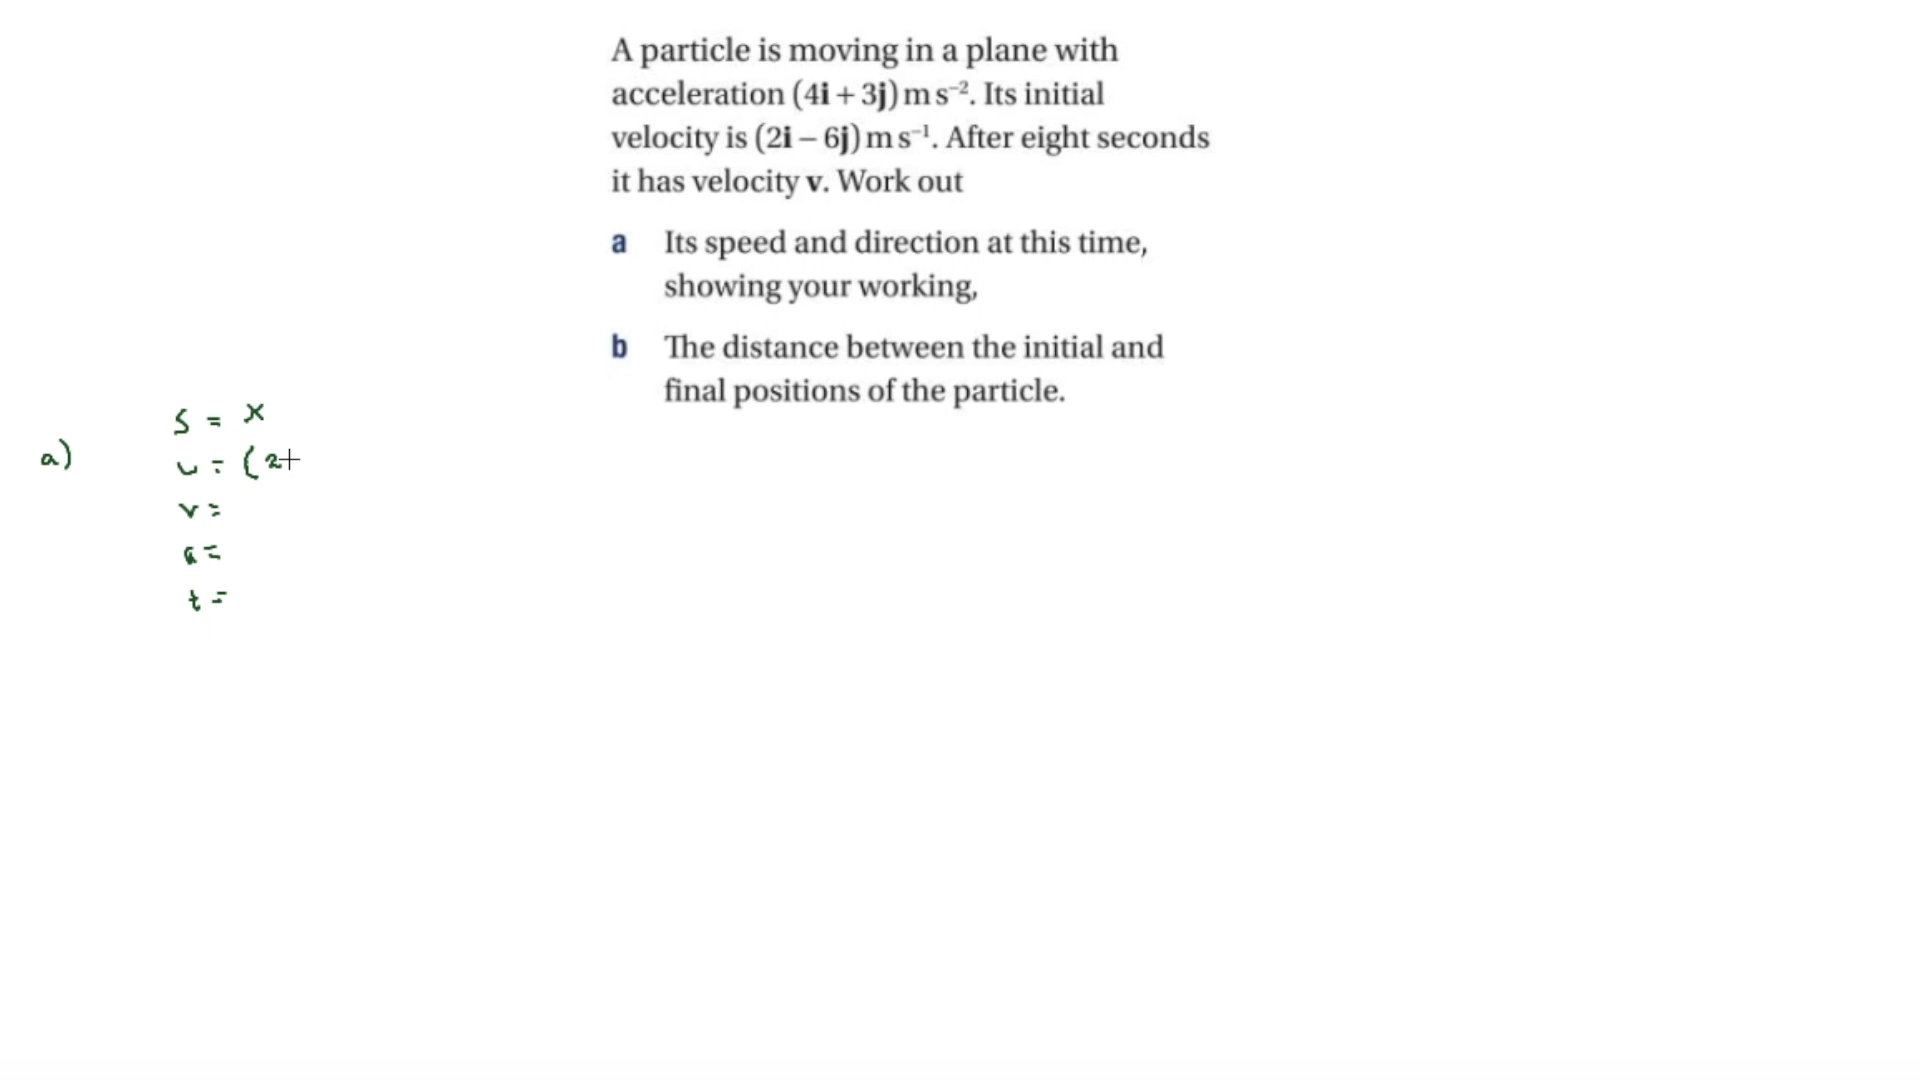 A particle is moving in a plane with
acceleration (4i + 3j) m s⁻². Its initial
velocity is (2i – 6j) m s⁻¹. After eight seconds
it has velocity v. Work out
a Its speed and direction at this time,
showing your working,
b The distance between the initial and
final positions of the particle.
a)
s = x
u = (2
v =
a =
t =